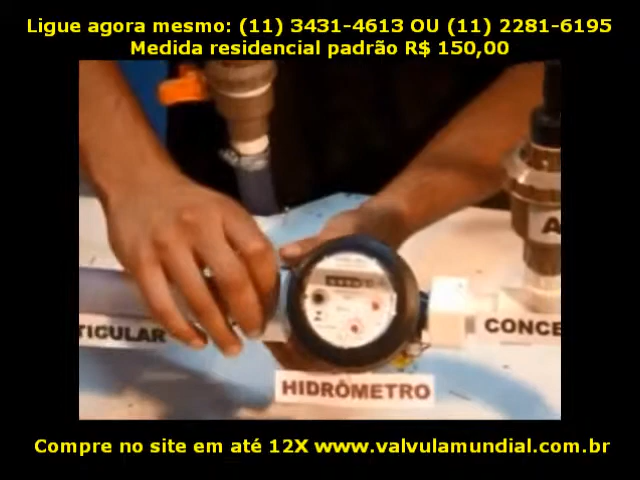 Ligue agora mesmo: (11) 3431-4613 OU (11) 2281-6195
Medida residencial padrão R$ 150,00
TICULAR
CONCE
HIDRÔMETRO
Compre no site em até 12X www.valvulamundial.com.br